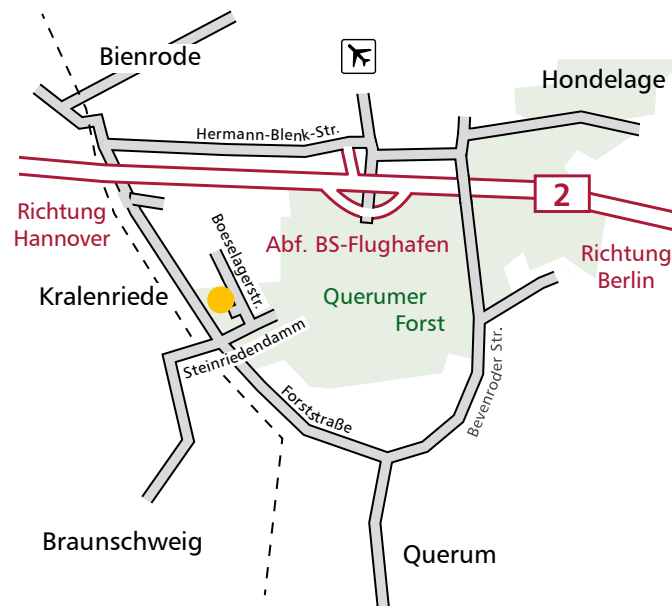 Bienrode
Hondelage
Hermann-Blenk-Str.
2
Richtung
Hannover
Boeselagerstr.
Abf. BS-Flughafen
Richtung
Berlin
Kralenriede
Querumer
Forst
Steinriedendamm
Bevenroder Str.
Forststraße
Braunschweig
Querum